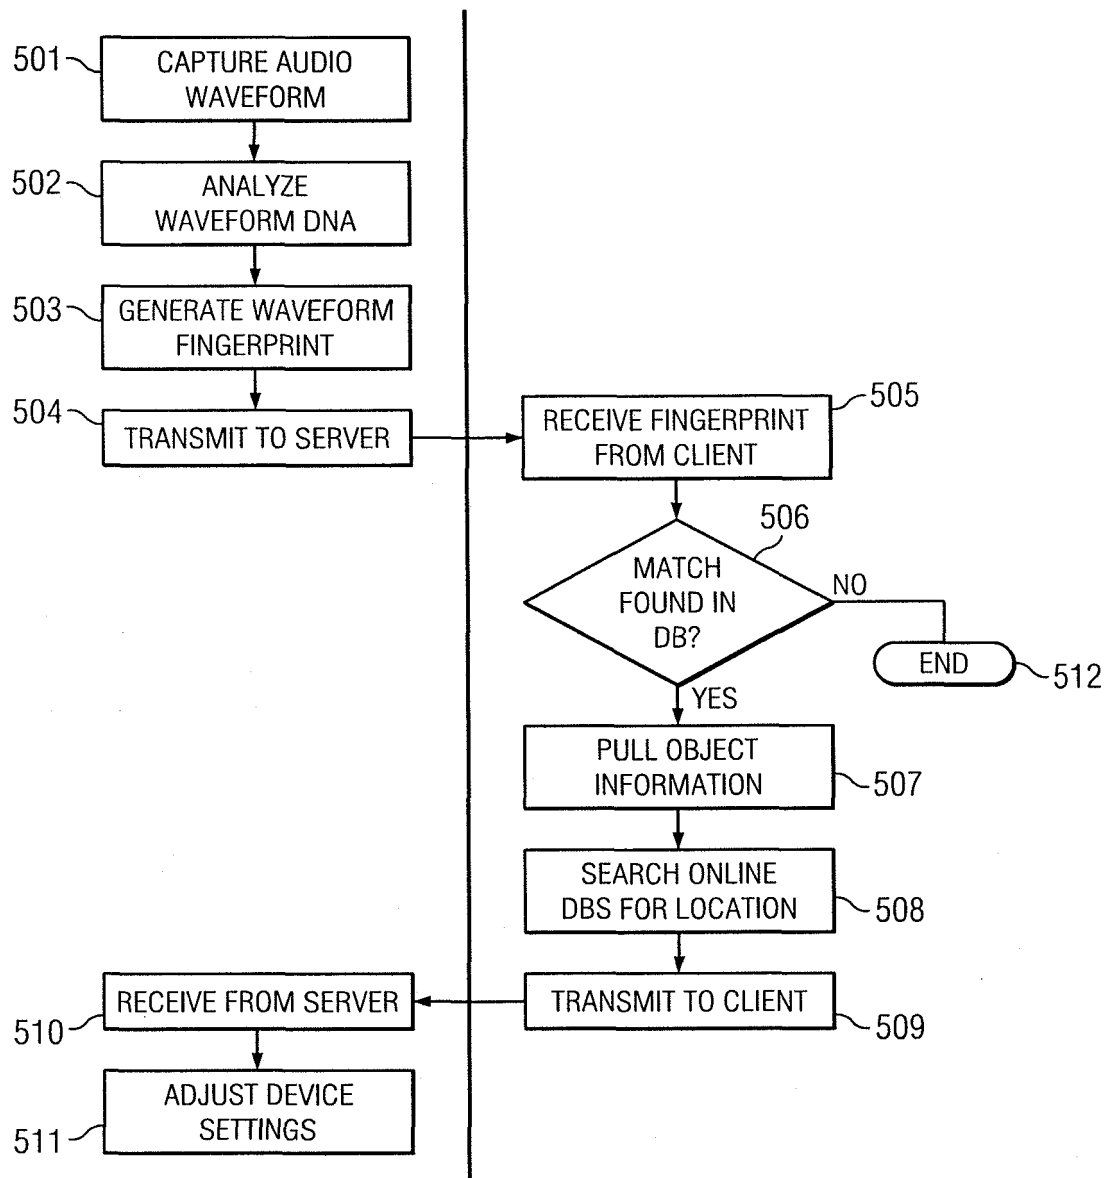 501
CAPTURE AUDIO
WAVEFORM
502
ANALYZE
WAVEFORM DNA
503
GENERATE WAVEFORM
FINGERPRINT
504
TRANSMIT TO SERVER
505
RECEIVE FINGERPRINT
FROM CLIENT
506
MATCH
FOUND IN
DB?
NO
END
512
YES
PULL OBJECT
INFORMATION
507
SEARCH ONLINE
DBS FOR LOCATION
508
TRANSMIT TO CLIENT
509
RECEIVE FROM SERVER
510
ADJUST DEVICE
SETTINGS
511